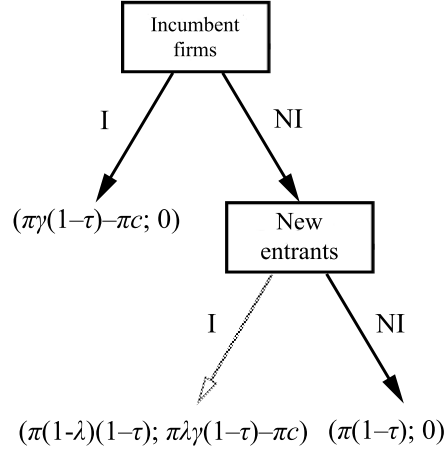 Incumbent
firms
I
NI
(πγ(1–τ)–πc; 0)
New
entrants
I
NI
(π(1-λ)(1–τ); πλγ(1–τ)–πc)
(π(1–τ); 0)